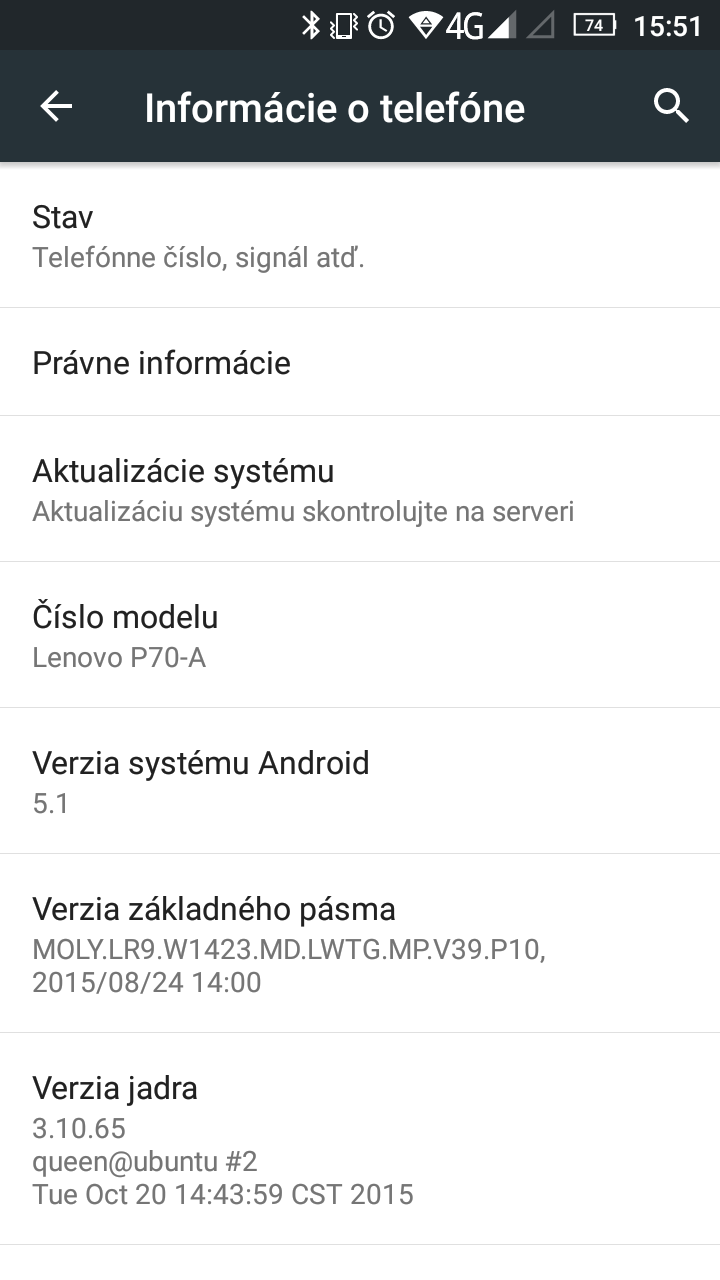 4G 74 15:51
Informácie o telefóne
Stav
Telefónne číslo, signál atď.
Právne informácie
Aktualizácie systému
Aktualizáciu systému skontrolujte na serveri
Číslo modelu
Lenovo P70-A
Verzia systému Android
5.1
Verzia základného pásma
MOLY.LR9.W1423.MD.LWTG.MP.V39.P10,
2015/08/24 14:00
Verzia jadra
3.10.65
queen@ubuntu #2
Tue Oct 20 14:43:59 CST 2015